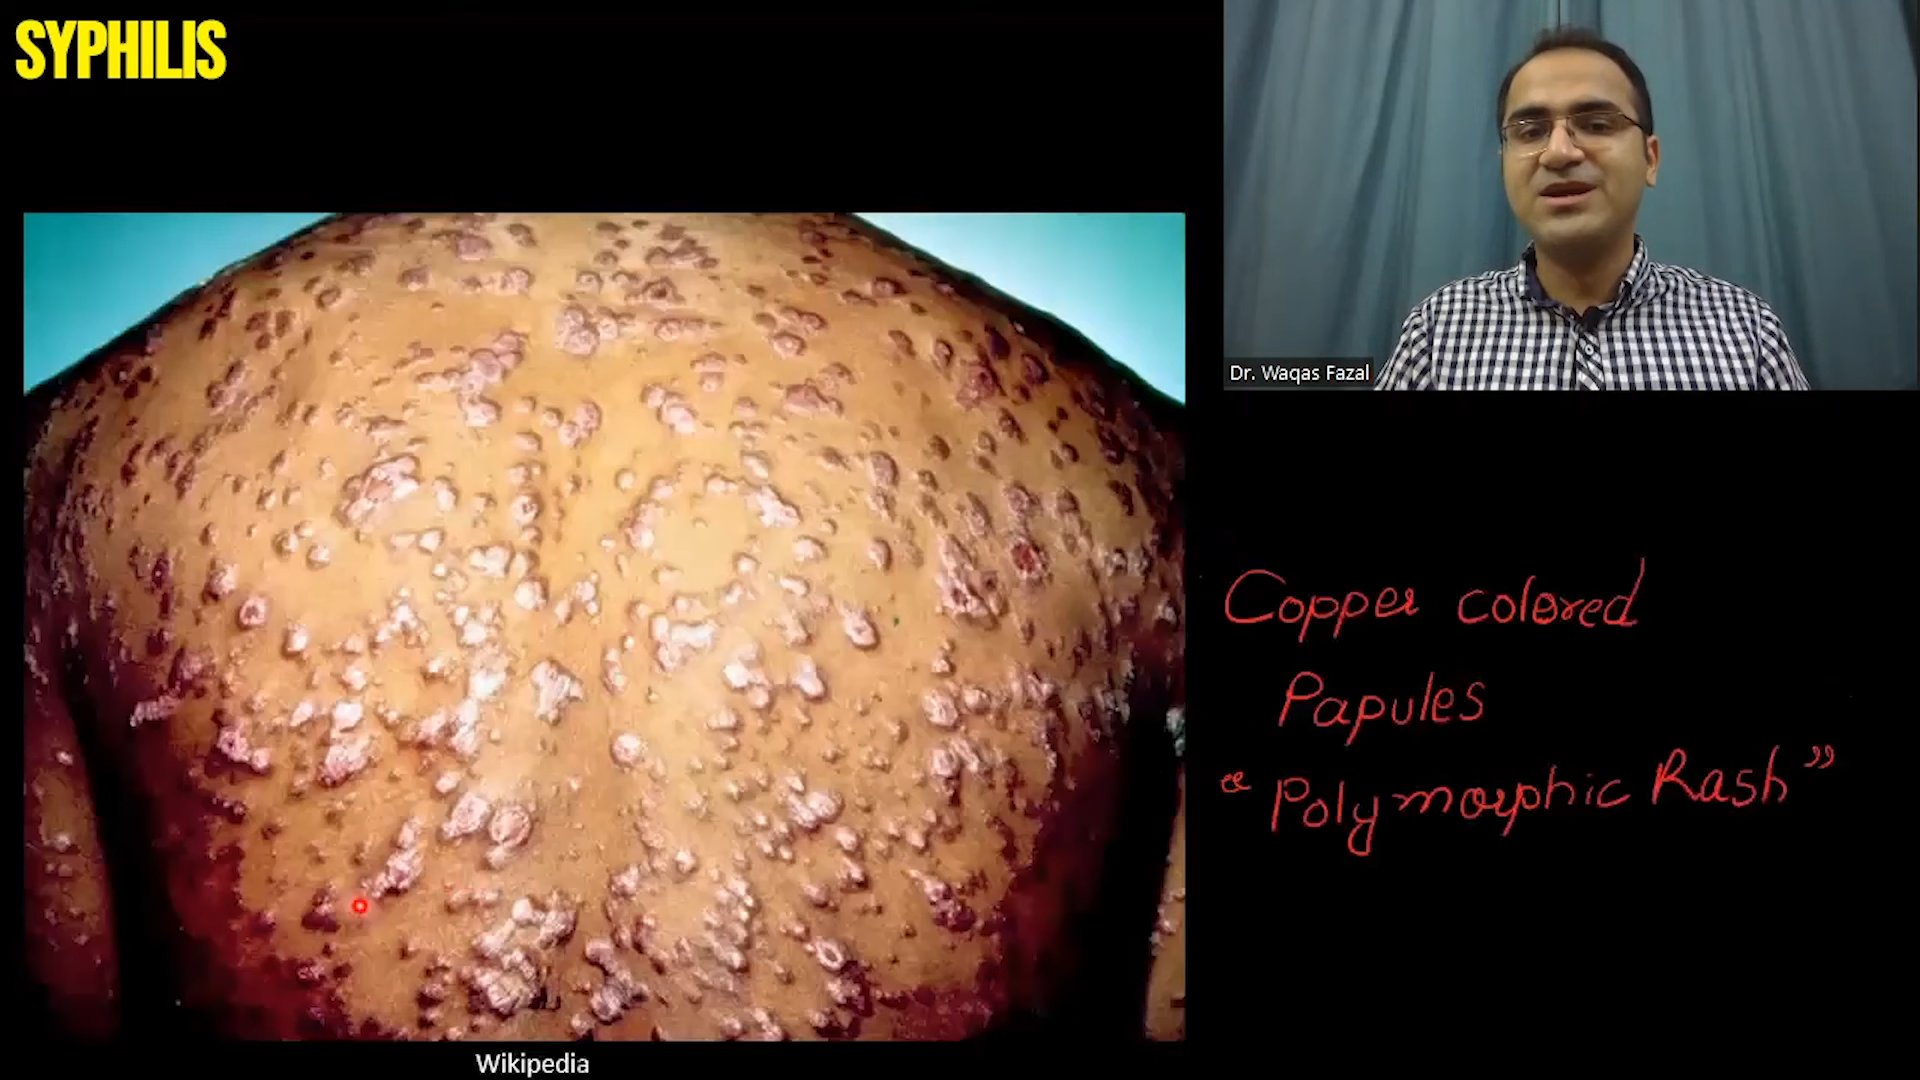 SYPHILIS
Dr. Waqas Fazal
Copper colored
Papules
"Polymorphic Rash"
Wikipedia